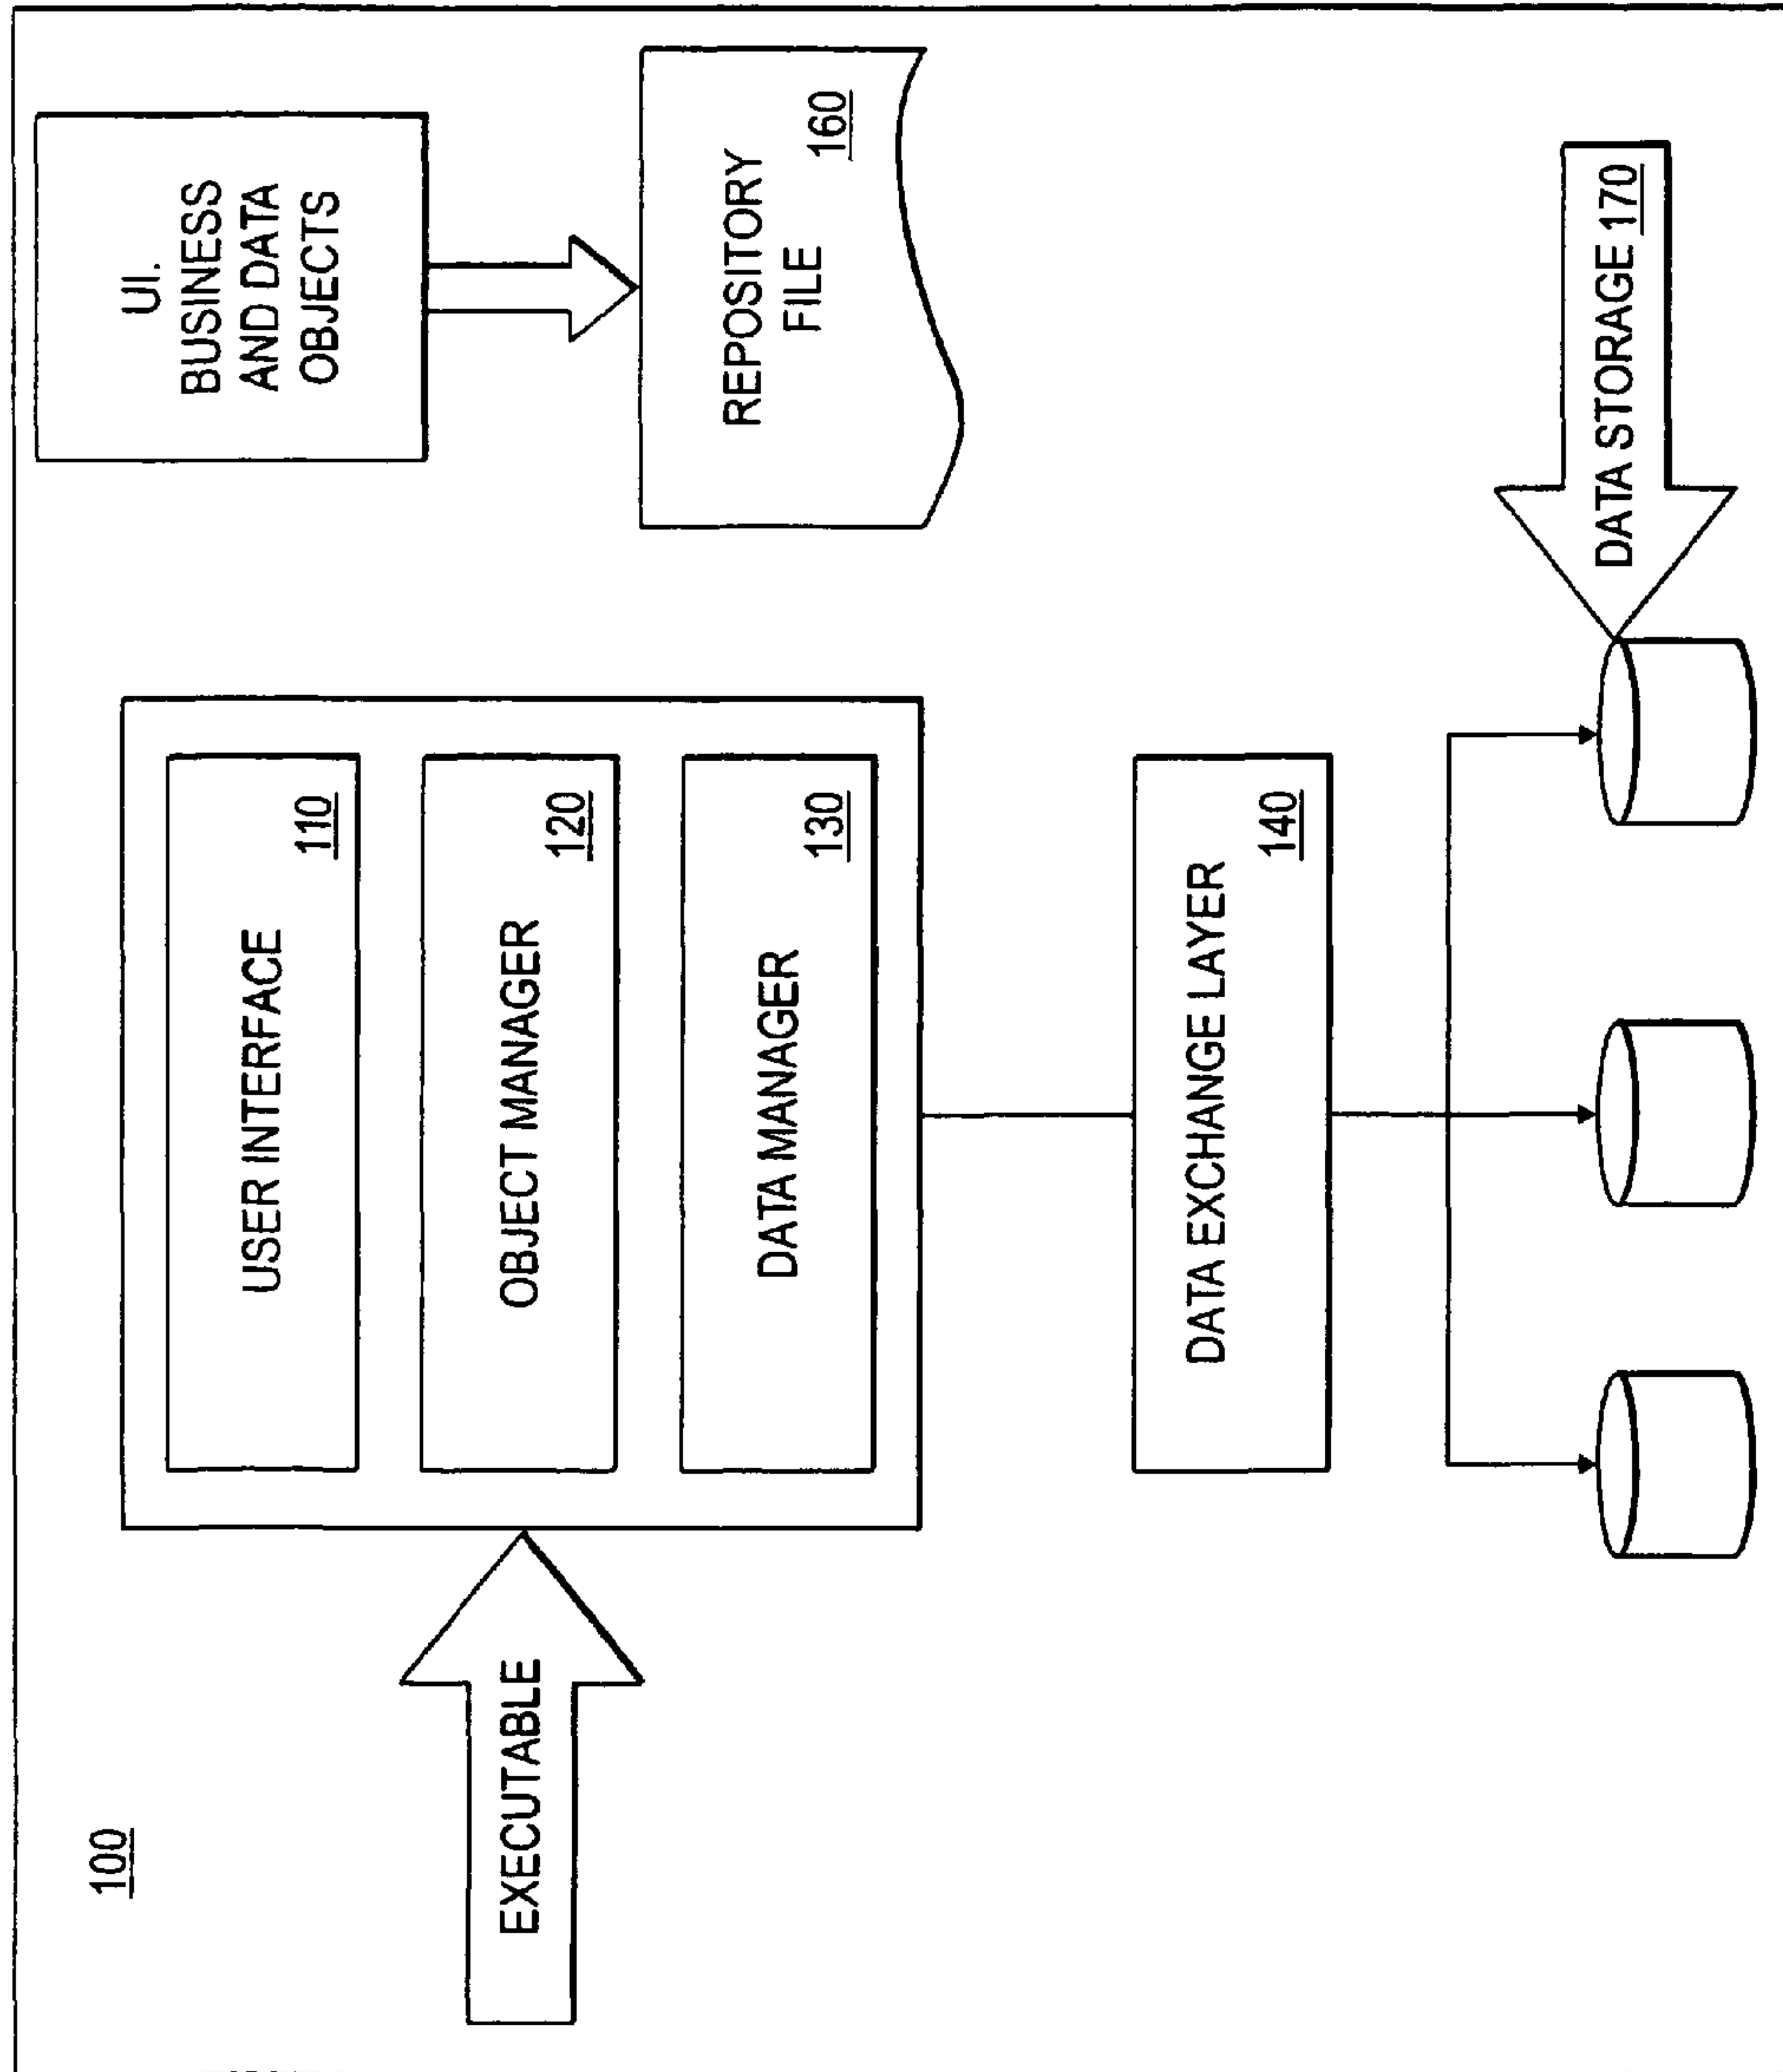 100
EXECUTABLE
USER INTERFACE
110
OBJECT MANAGER
120
DATA MANAGER
130
DATA EXCHANGE LAYER
140
UI.
BUSINESS
AND DATA
OBJECTS
REPOSITORY
FILE
160
DATA STORAGE 170